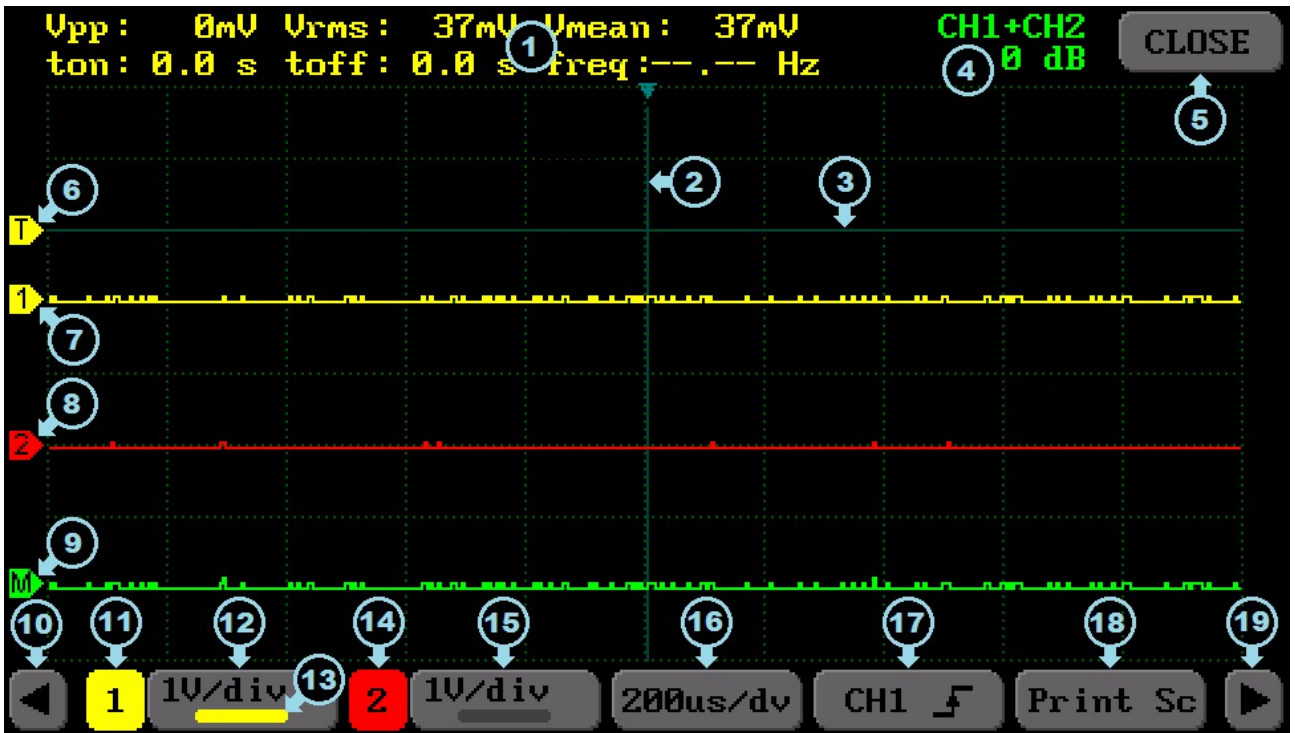 Vpp: 0mV Vrms: 37mV Vmean: 37mV CH1+CH2 CLOSE
ton: 0.0 s toff: 0.0 s freq:--.-- Hz 0 dB
1
4
5
2
3
6
T
1
7
8
2
9
M
10 11 12 14 15 16 17 18 19
13
1 1V/div 2 1V/div 200us/dv CH1 Print Sc